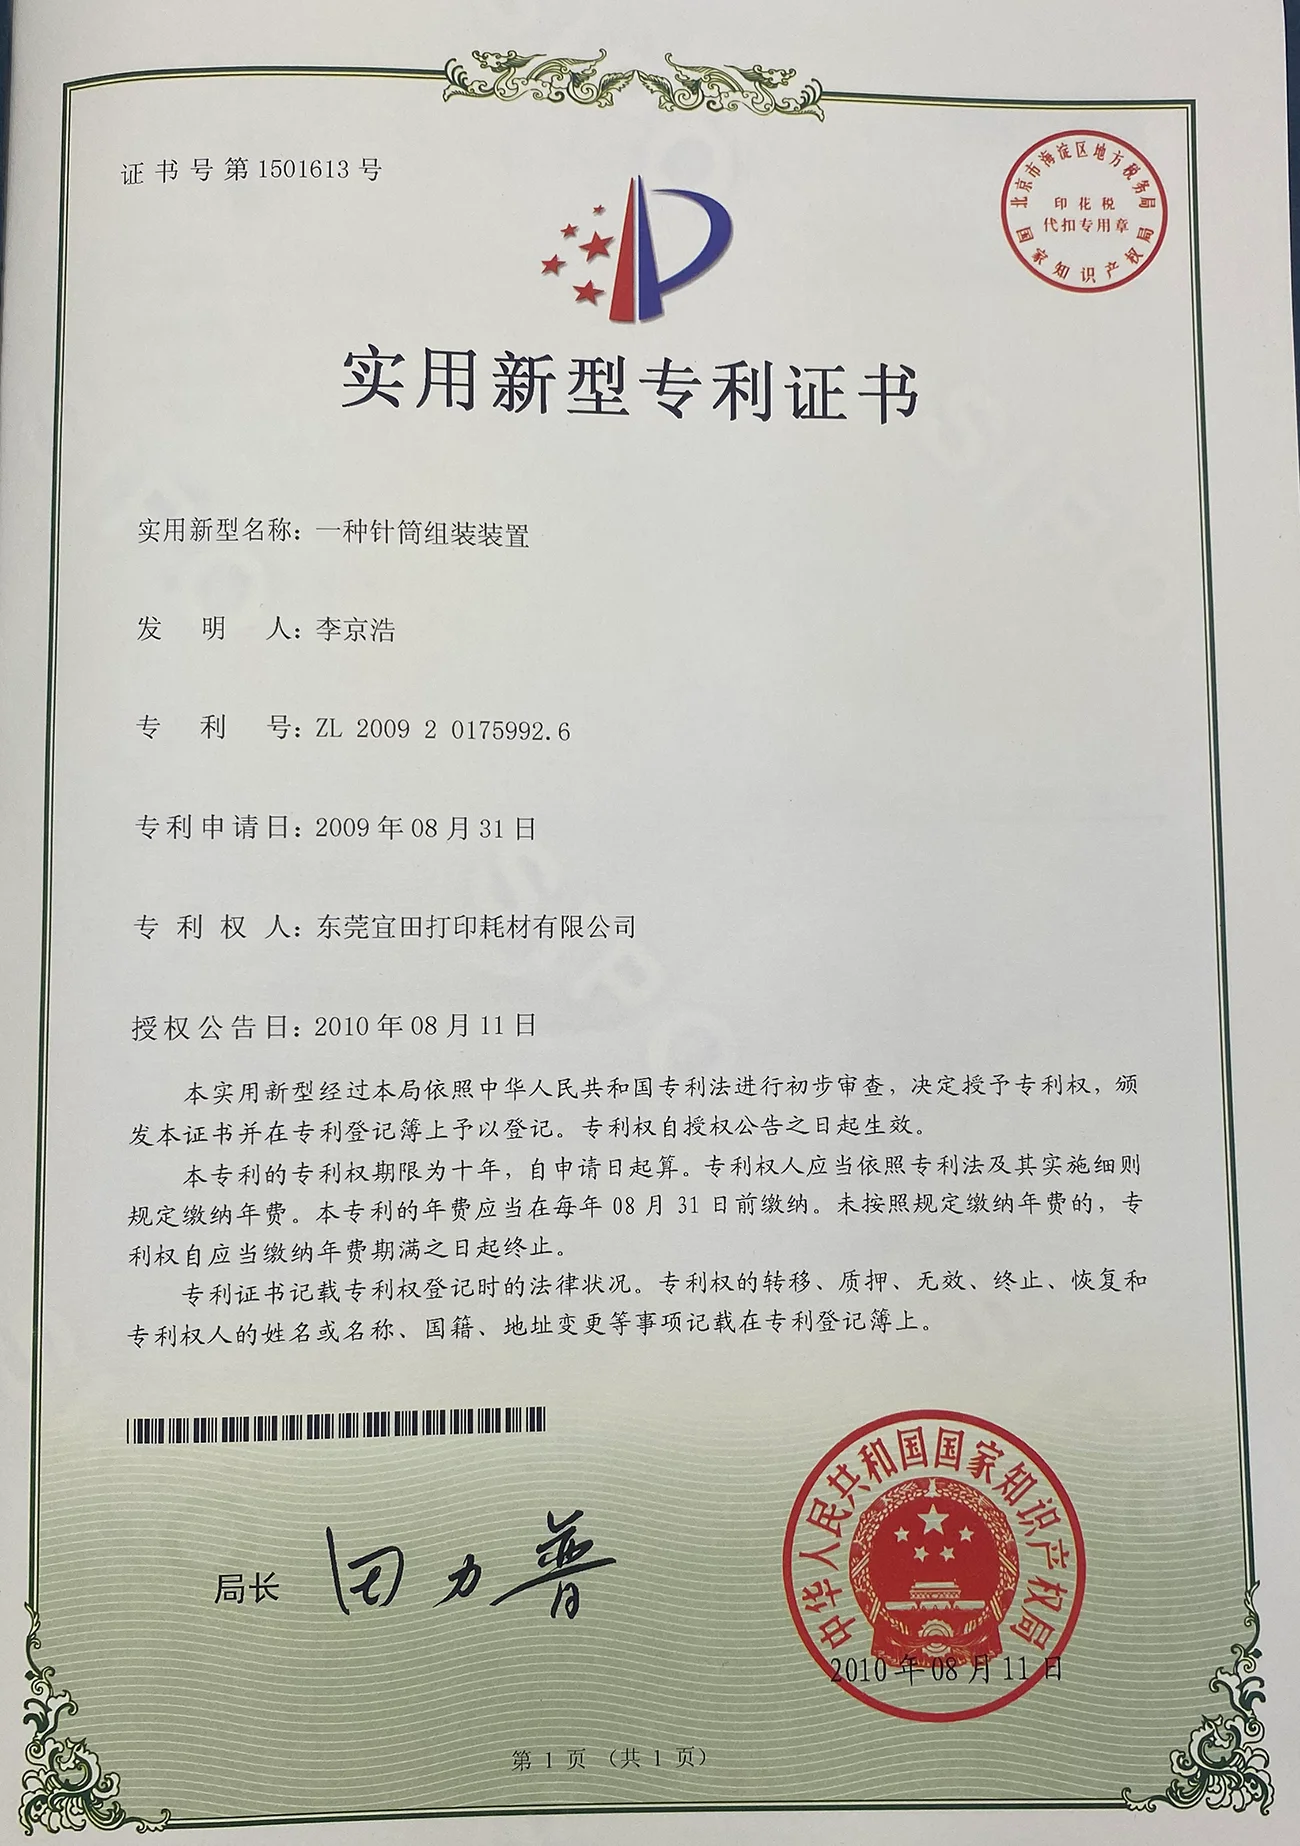 证书号第1501613号
北京市海淀区地方税务局
印花税
代扣专用章
国家知识产权局
实用新型专利证书
实用新型名称：一种针筒组装装置
发明人：李京浩
专利号：ZL 2009 2 0175992.6
专利申请日：2009年08月31日
专利权人：东莞宜田打印耗材有限公司
授权公告日：2010年08月11日
本实用新型经过本局依照中华人民共和国专利法进行初步审查，决定授予专利权，颁
发本证书并在专利登记簿上予以登记。专利权自授权公告之日起生效。
本专利的专利权期限为十年，自申请日起算。专利权人应当依照专利法及其实施细则
规定缴纳年费。本专利的年费应当在每年08月31日前缴纳。未按照规定缴纳年费的，专
利权自应当缴纳年费期满之日起终止。
专利证书记载专利权登记时的法律状况。专利权的转移、质押、无效、终止、恢复和
专利权人的姓名或名称、国籍、地址变更等事项记载在专利登记簿上。
局长 田力普
中华人民共和国国家知识产权局
2010年08月11日
第1页（共1页）
SIPO